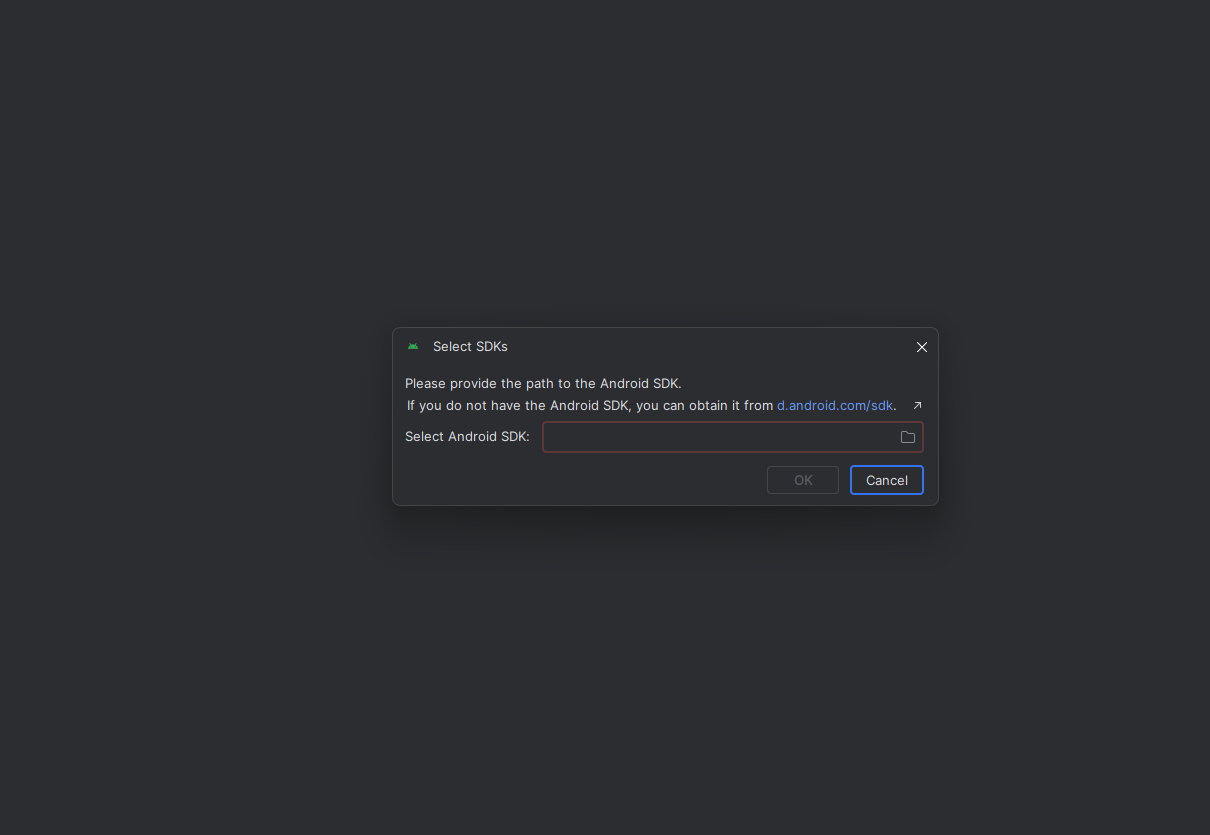 Select SDKs
Please provide the path to the Android SDK.
If you do not have the Android SDK, you can obtain it from d.android.com/sdk.
Select Android SDK:
OK Cancel